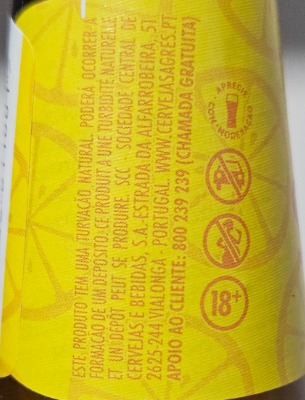 ESTE PRODUTO TEM UMA TURVAÇÃO NATURAL. PODERÁ OCORRER A
FORMAÇÃO DE UM DEPÓSITO. CE PRODUIT A UNE TURBIDITÉ NATURELLE
ET UN DÉPÔT PEUT SE PRODUIRE. SCC - SOCIEDADE CENTRAL DE
CERVEJAS E BEBIDAS, S.A. ESTRADA DA ALFARROBEIRA, 51,
2625-244 VIALONGA - PORTUGAL. WWW.CERVEJASAGRES.PT
APOIO AO CLIENTE: 800 239 239 (CHAMADA GRATUITA)
APRECIE
COM MODERAÇÃO
18+